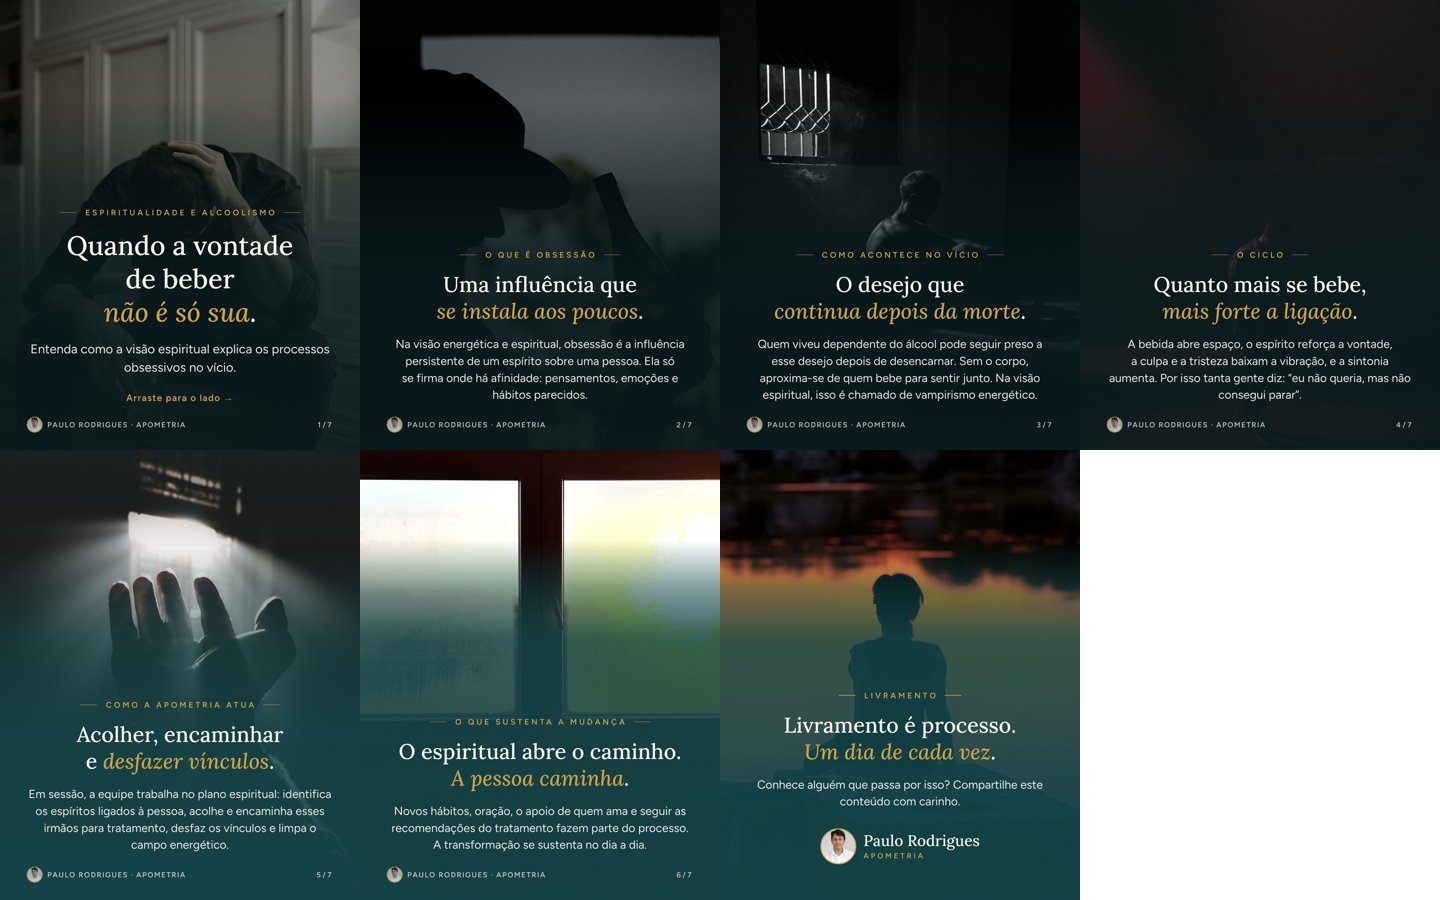 ESPIRITUALIDADE E ALCOOLISMO
Quando a vontade
de beber
não é só sua.
Entenda como a visão espiritual explica os processos
obsessivos no vício.
Arraste para o lado →
PAULO RODRIGUES · APOMETRIA
1/7
O QUE É OBSESSÃO
Uma influência que
se instala aos poucos.
Na visão energética e espiritual, obsessão é a influência
persistente de um espírito sobre uma pessoa. Ela só
se firma onde há afinidade: pensamentos, emoções e
hábitos parecidos.
PAULO RODRIGUES · APOMETRIA
2/7
COMO ACONTECE NO VÍCIO
O desejo que
continua depois da morte.
Quem viveu dependente do álcool pode seguir preso a
esse desejo depois de desencarnar. Sem o corpo,
aproxima-se de quem bebe para sentir junto. Na visão
espiritual, isso é chamado de vampirismo energético.
PAULO RODRIGUES · APOMETRIA
3/7
O CICLO
Quanto mais se bebe,
mais forte a ligação.
A bebida abre espaço, o espírito reforça a vontade,
a culpa e a tristeza baixam a vibração, e a sintonia
aumenta. Por isso tanta gente diz: “eu não queria, mas não
consegui parar”.
PAULO RODRIGUES · APOMETRIA
4/7
COMO A APOMETRIA ATUA
Acolher, encaminhar
e desfazer vínculos.
Em sessão, a equipe trabalha no plano espiritual: identifica
os espíritos ligados à pessoa, acolhe e encaminha esses
irmãos para tratamento, desfaz os vínculos e limpa o
campo energético.
PAULO RODRIGUES · APOMETRIA
5/7
O QUE SUSTENTA A MUDANÇA
O espiritual abre o caminho.
A pessoa caminha.
Novos hábitos, oração, o apoio de quem ama e seguir as
recomendações do tratamento fazem parte do processo.
A transformação se sustenta no dia a dia.
PAULO RODRIGUES · APOMETRIA
6/7
LIVRAMENTO
Livramento é processo.
Um dia de cada vez.
Conhece alguém que passa por isso? Compartilhe este
conteúdo com carinho.
Paulo Rodrigues
APOMETRIA